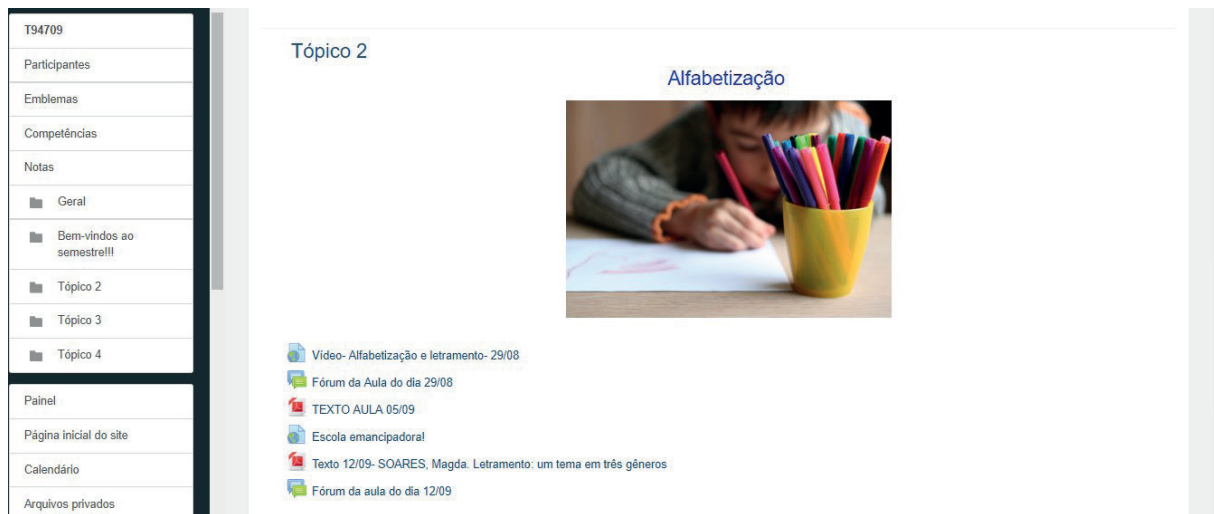 T94709
Participantes
Emblemas
Competências
Notas
Geral
Bem-vindos ao
semestre!!!
Tópico 2
Tópico 3
Tópico 4
Painel
Página inicial do site
Calendário
Arquivos privados
Tópico 2
Alfabetização
Vídeo- Alfabetização e letramento- 29/08
Fórum da Aula do dia 29/08
TEXTO AULA 05/09
Escola emancipadora!
Texto 12/09- SOARES, Magda. Letramento: um tema em três gêneros
Fórum da aula do dia 12/09